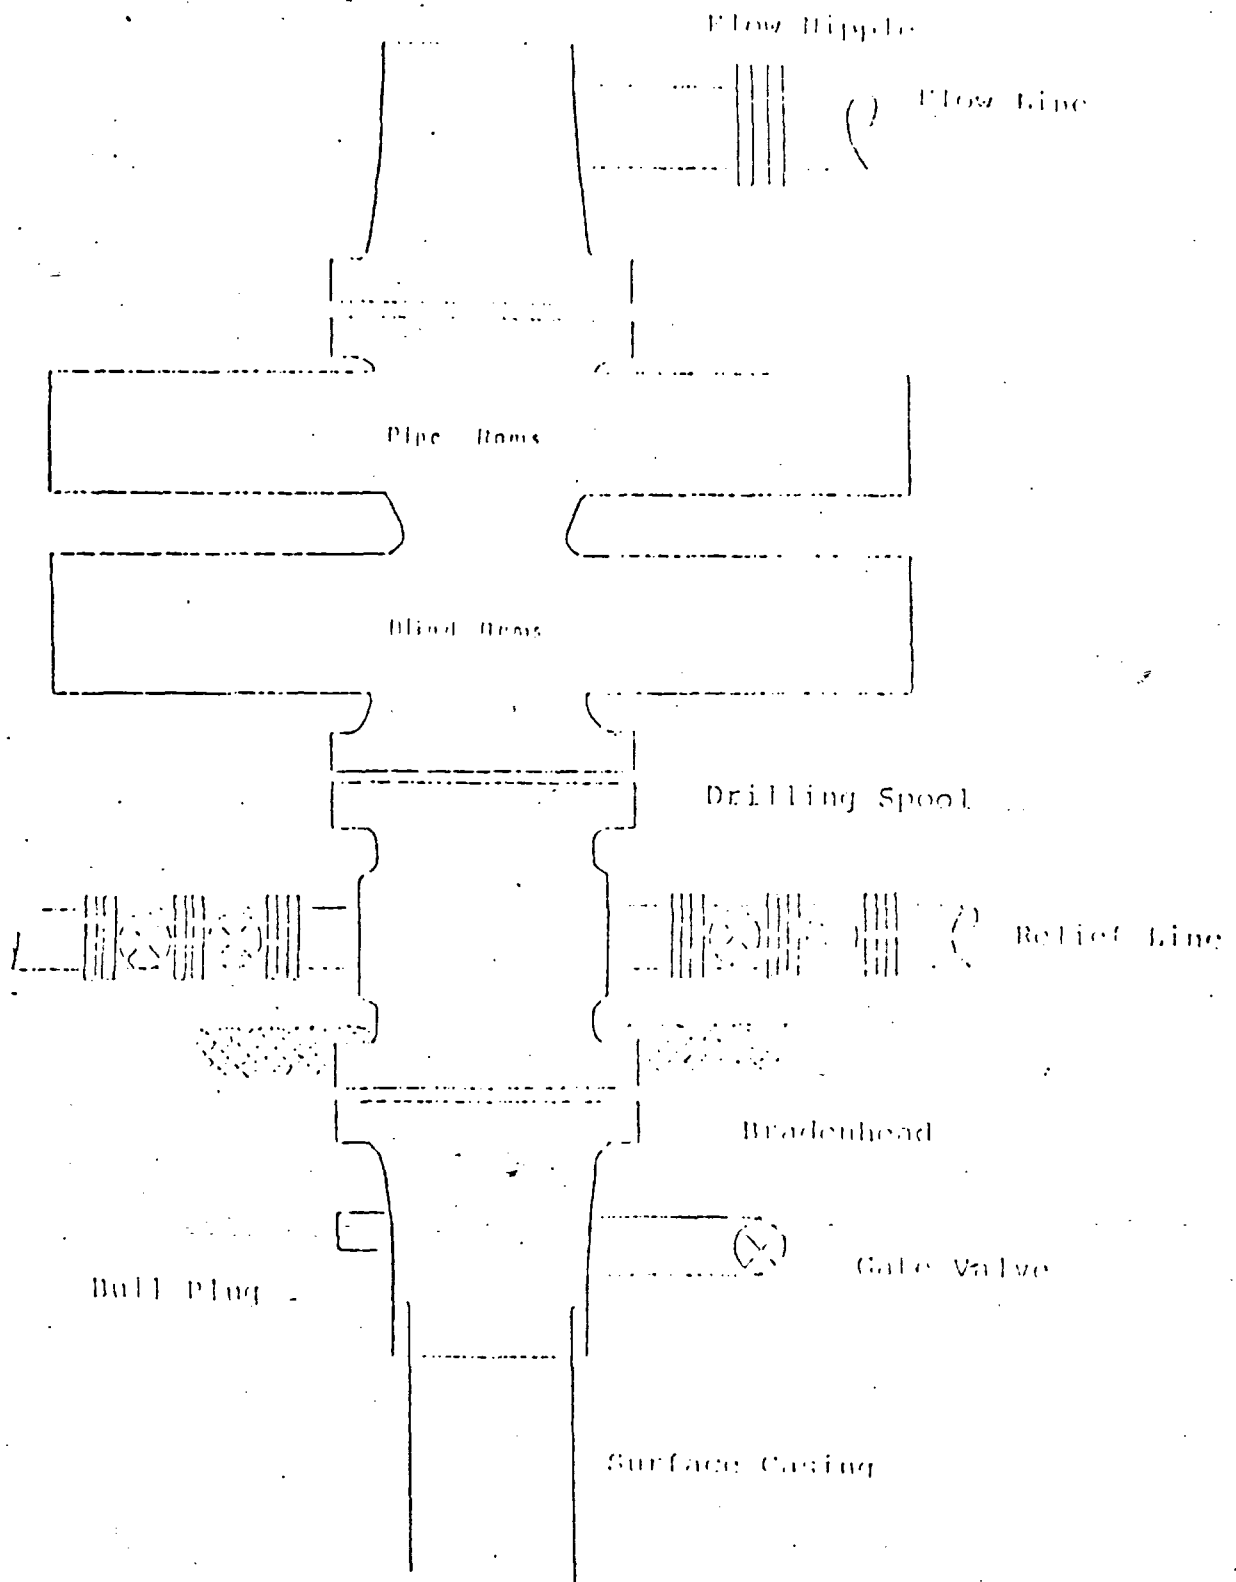 Flow Nipple
Flow Line
Pipe Rams
Blind Rams
Drilling Spool
Relief Line
Bradenhead
Gate Valve
Bull Plug
Surface Casing